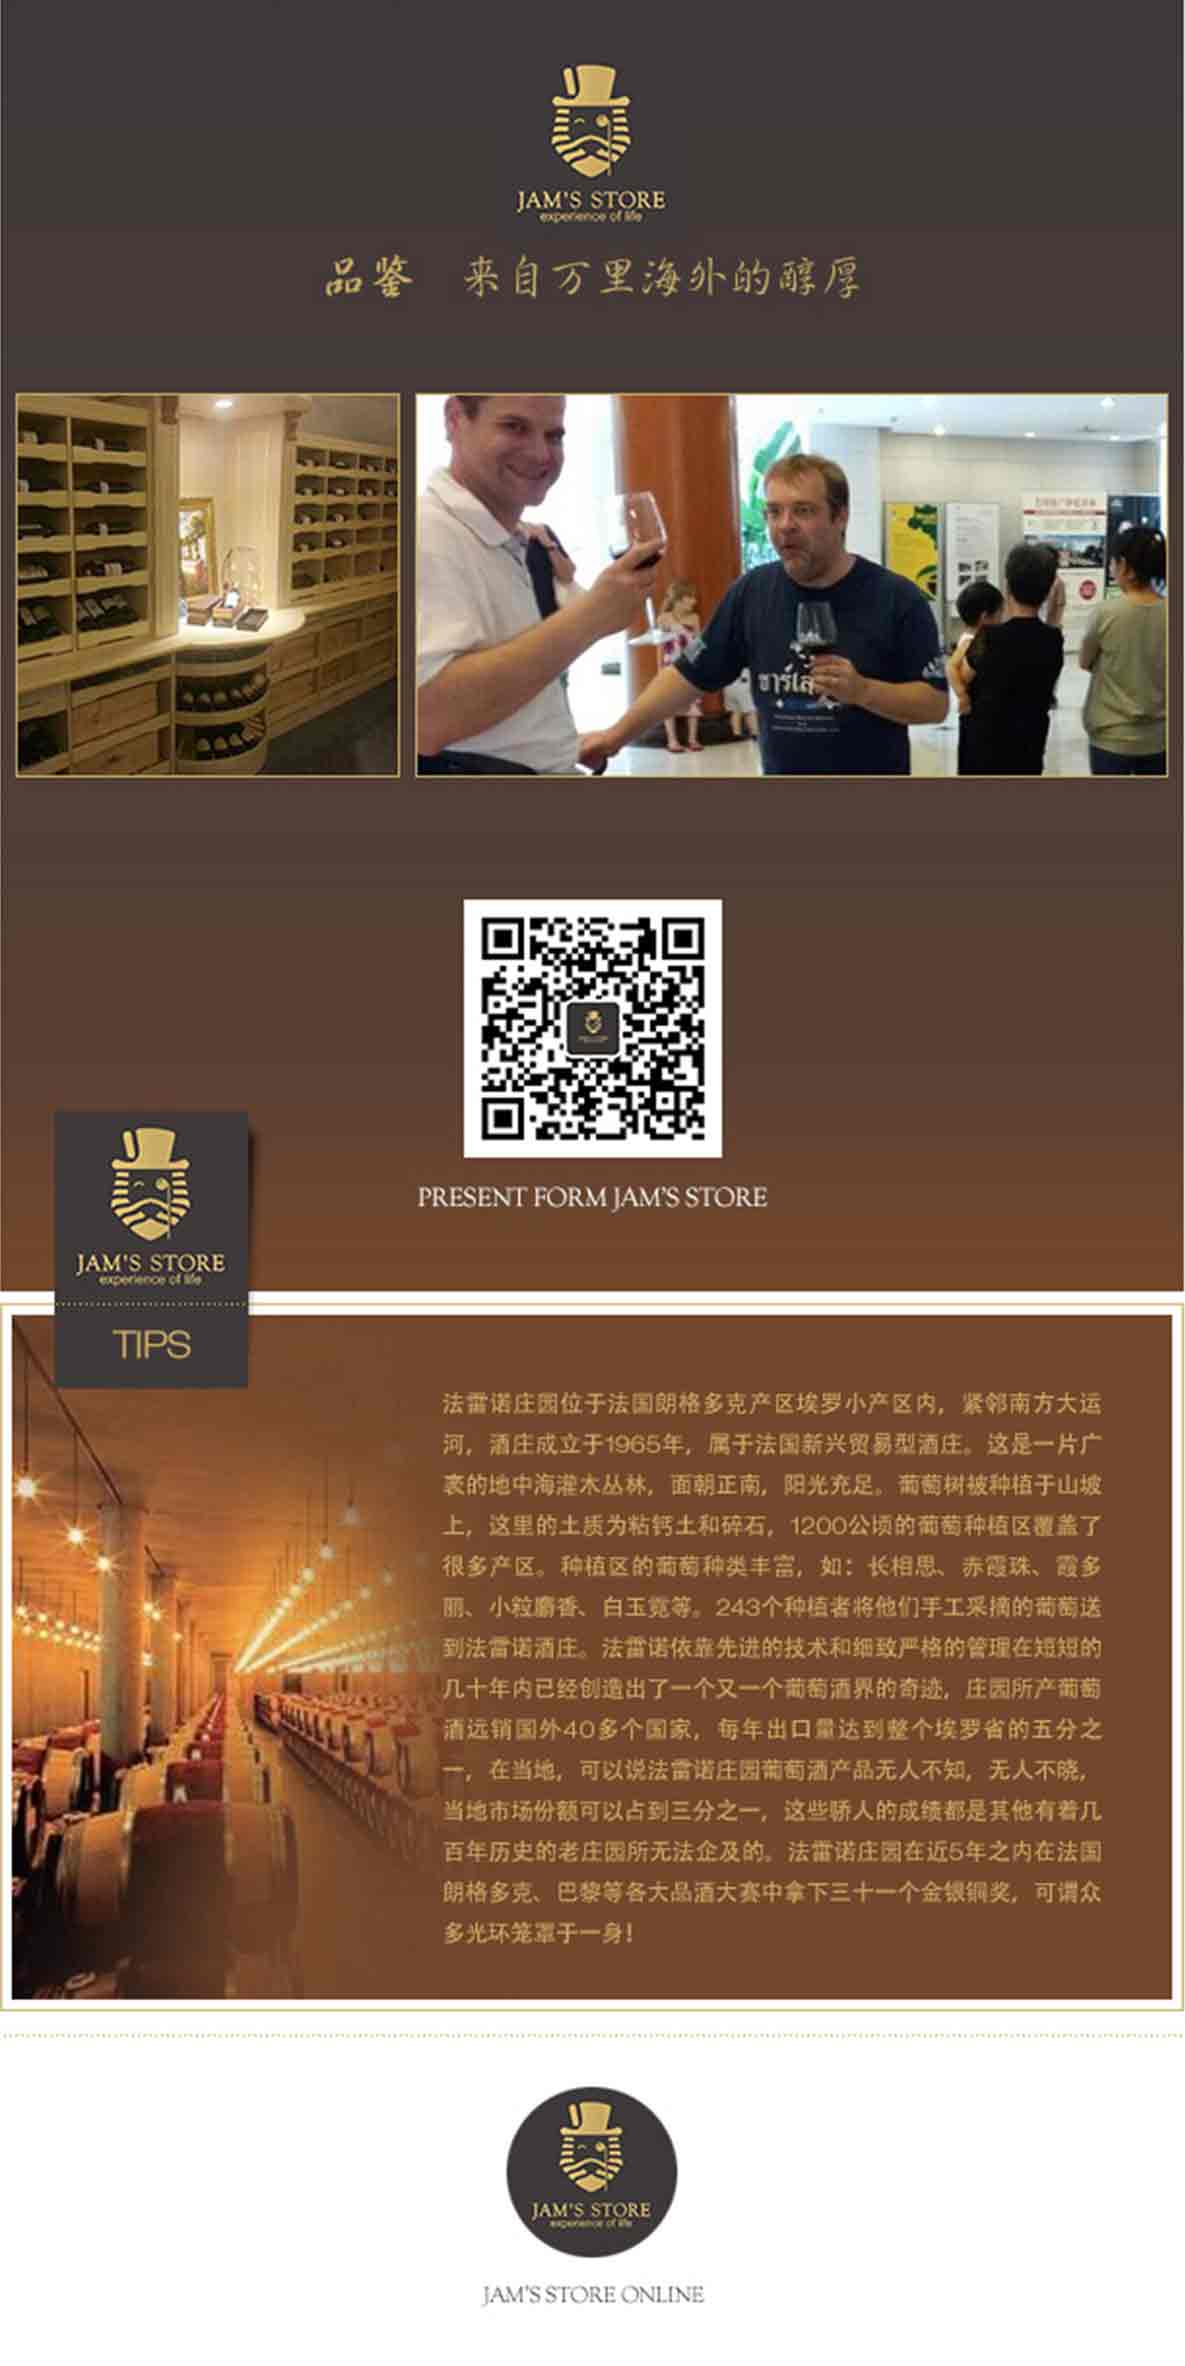 JAM'S STORE
experience of life
品鉴 来自万里海外的醇厚
ชาร์เล
PRESENT FORM JAM'S STORE
JAM'S STORE
experience of life
TIPS
法雷诺庄园位于法国朗格多克产区埃罗小产区内，紧邻南方大运
河，酒庄成立于1965年，属于法国新兴贸易型酒庄。这是一片广
袤的地中海灌木丛林，面朝正南，阳光充足。葡萄树被种植于山坡
上，这里的土质为粘钙土和碎石，1200公顷的葡萄种植区覆盖了
很多产区。种植区的葡萄种类丰富，如：长相思、赤霞珠、霞多
丽、小粒麝香、白玉霓等。243个种植者将他们手工采摘的葡萄送
到法雷诺酒庄。法雷诺依靠先进的技术和细致严格的管理在短短的
几十年内已经创造出了一个又一个葡萄酒界的奇迹，庄园所产葡萄
酒远销国外40多个国家，每年出口量达到整个埃罗省的五分之
一，在当地，可以说法雷诺庄园葡萄酒产品无人不知，无人不晓，
当地市场份额可以占到三分之一，这些骄人的成绩都是其他有着几
百年历史的老庄园所无法企及的。法雷诺庄园在近5年之内在法国
朗格多克、巴黎等各大品酒大赛中拿下三十一个金银铜奖，可谓众
多光环笼罩于一身！
JAM'S STORE
experience of life
JAM'S STORE ONLINE